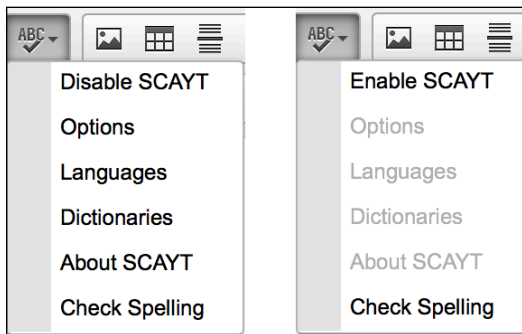 ABC
Disable SCAYT
Options
Languages
Dictionaries
About SCAYT
Check Spelling
ABC
Enable SCAYT
Options
Languages
Dictionaries
About SCAYT
Check Spelling